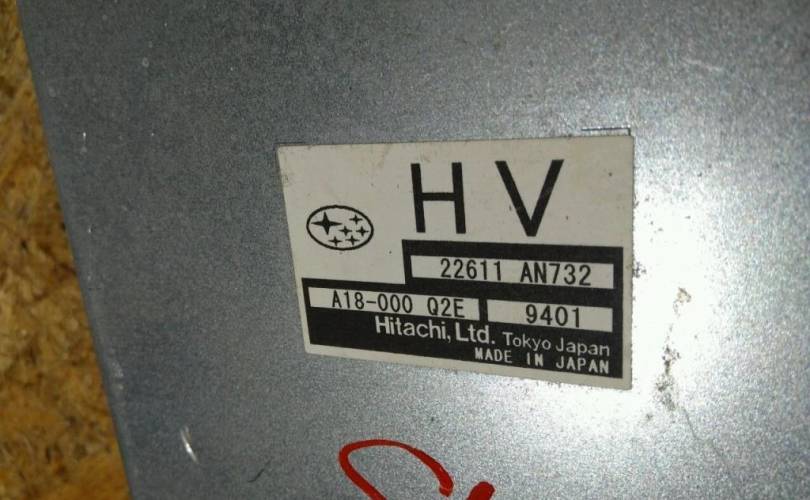 HV
22611 AN732
A18-000 Q2E 9401
Hitachi, Ltd. Tokyo Japan
MADE IN JAPAN